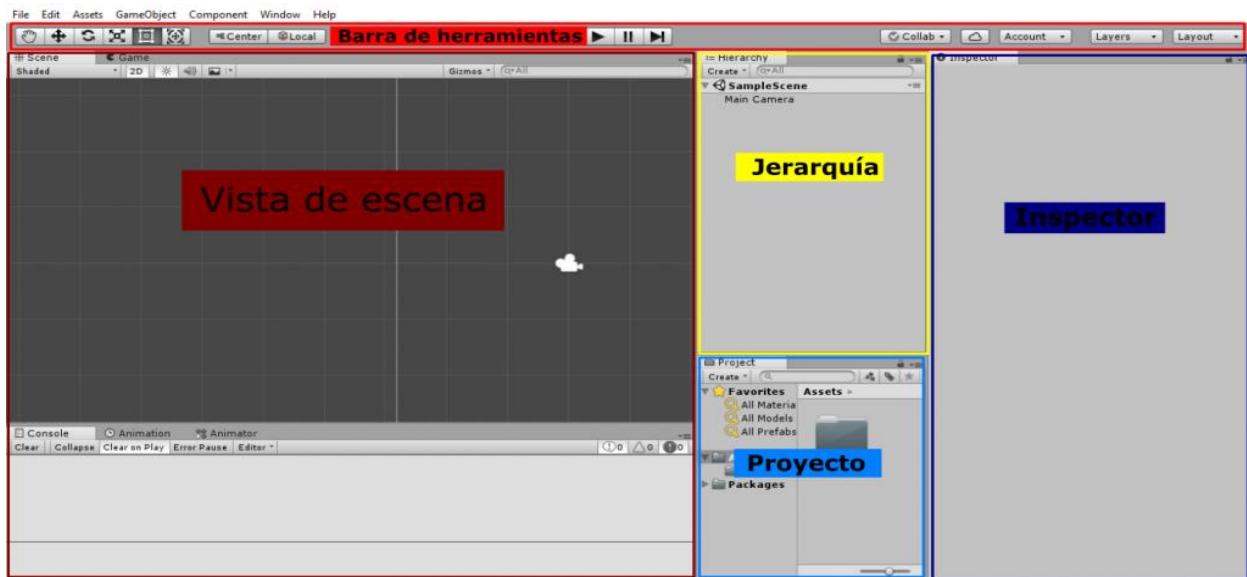 File Edit Assets GameObject Component Window Help
Center Local Barra de herramientas Collab Account Layers Layout
Scene Game
Shaded 2D Gizmos All
Vista de escena
Hierarchy
Create All
SampleScene
Main Camera
Jerarquía
Inspector
Inspector
Project
Create
Favorites Assets
All Materia
All Models
All Prefabs
Proyecto
Packages
Console Animation Animator
Clear Collapse Clear on Play Error Pause Editor 0 0 0